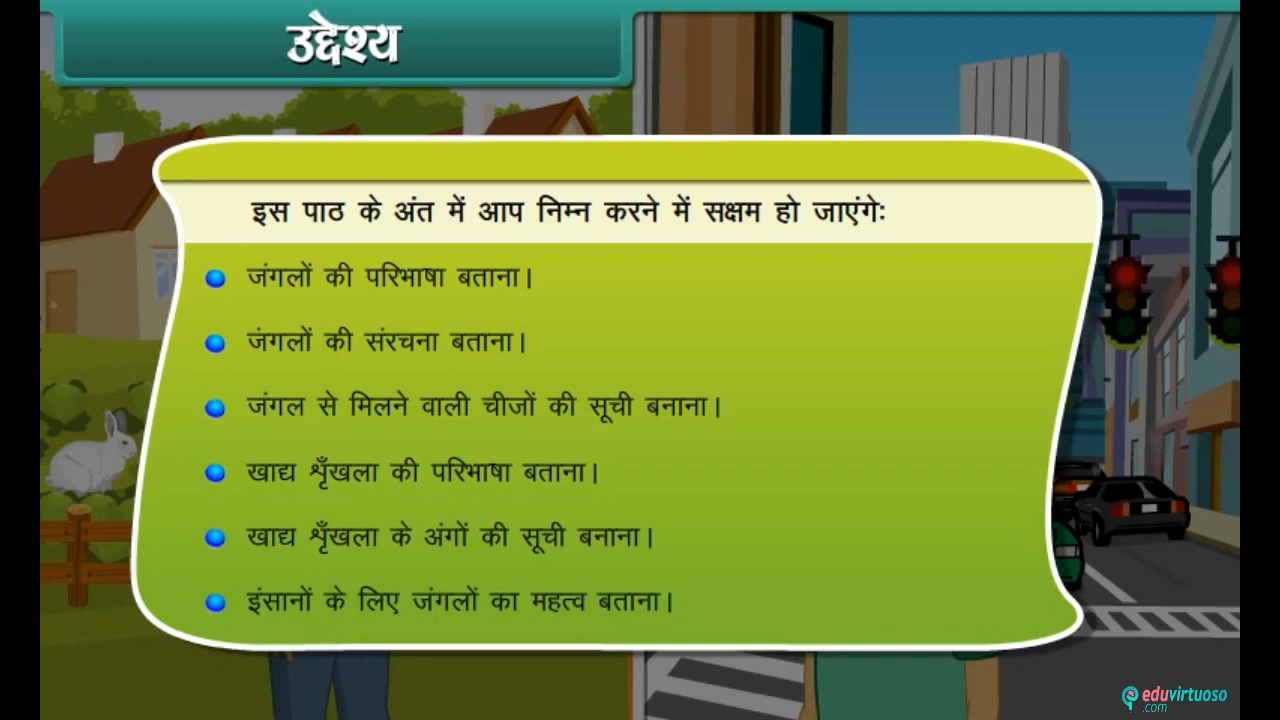 उद्देश्य
इस पाठ के अंत में आप निम्न करने में सक्षम हो जाएंगेः
जंगलों की परिभाषा बताना।
जंगलों की संरचना बताना।
जंगल से मिलने वाली चीजों की सूची बनाना।
खाद्य शृँखला की परिभाषा बताना।
खाद्य शृँखला के अंगों की सूची बनाना।
इंसानों के लिए जंगलों का महत्व बताना।
eduvirtuoso
.com